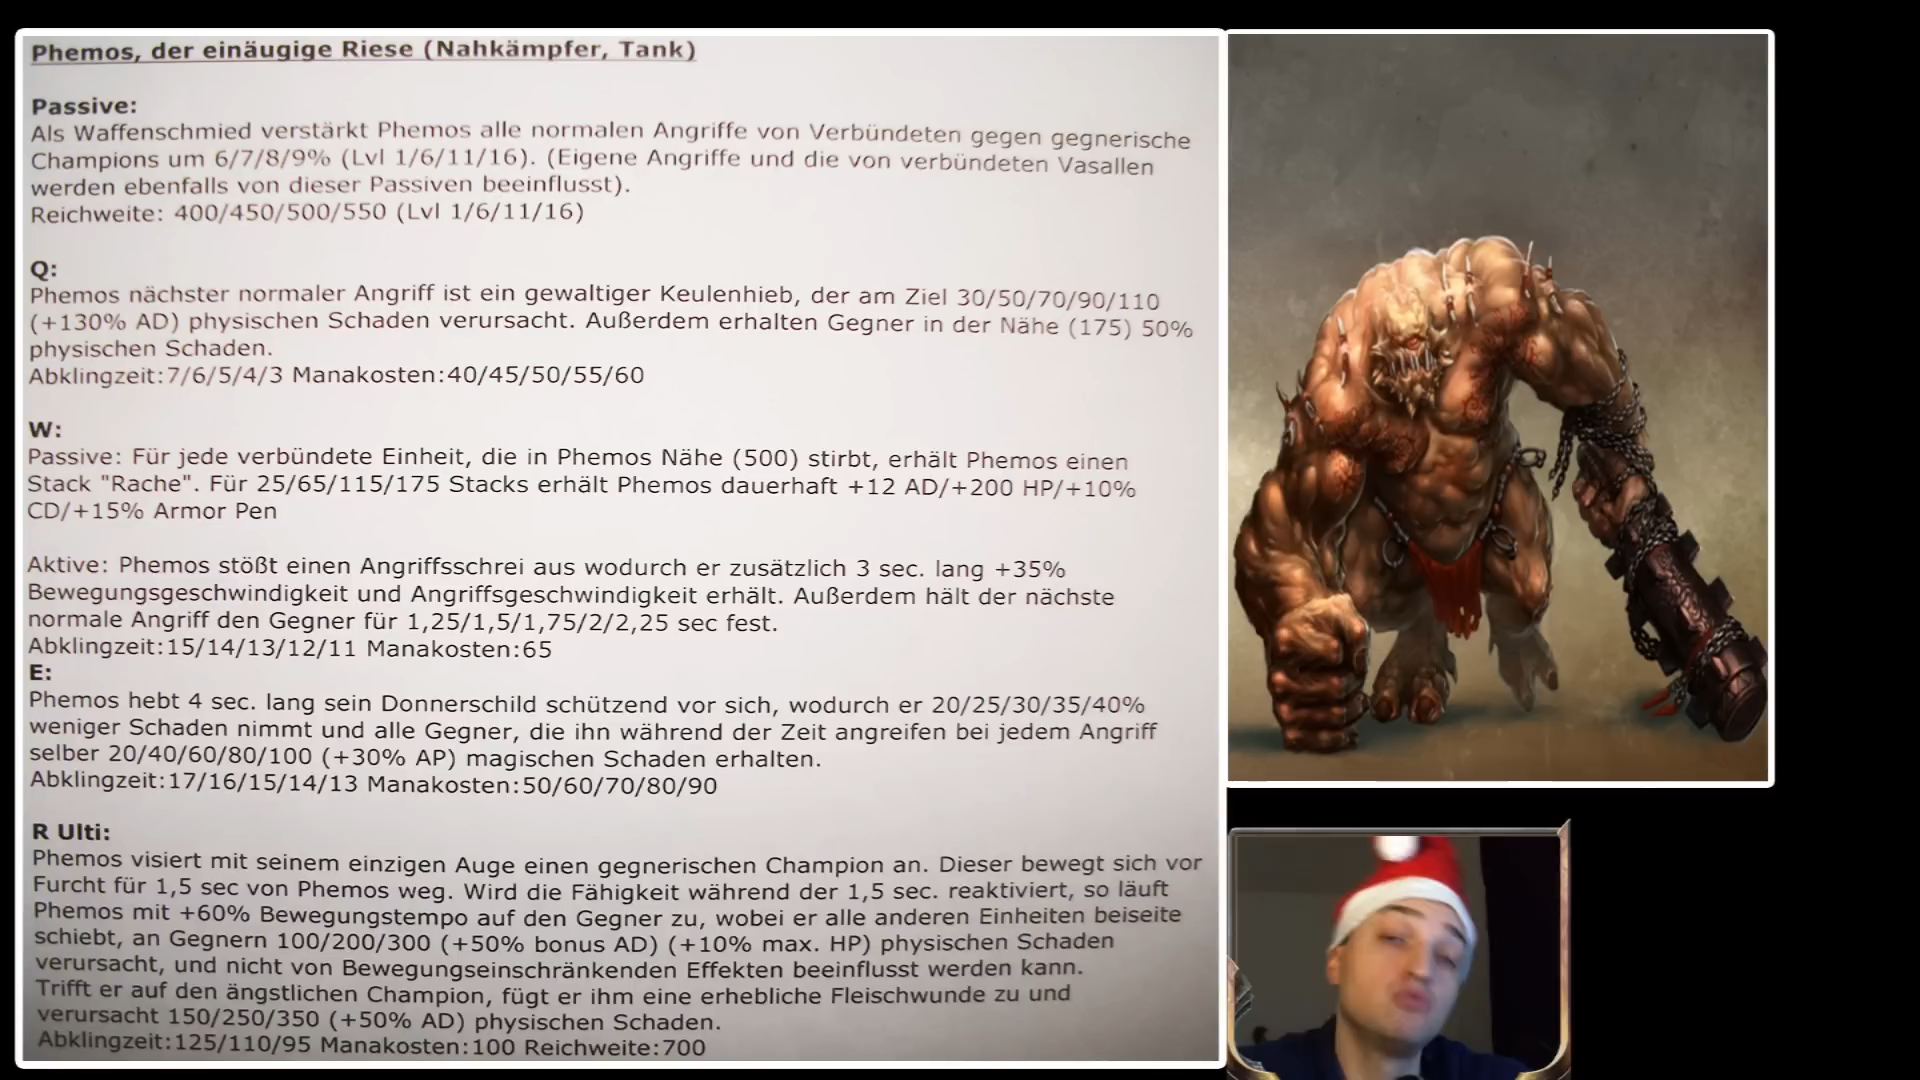 Phemos, der einäugige Riese (Nahkämpfer, Tank)
Passive:
Als Waffenschmied verstärkt Phemos alle normalen Angriffe von Verbündeten gegen gegnerische
Champions um 6/7/8/9% (Lvl 1/6/11/16). (Eigene Angriffe und die von verbündeten Vasallen
werden ebenfalls von dieser Passiven beeinflusst).
Reichweite: 400/450/500/550 (Lvl 1/6/11/16)
Q:
Phemos nächster normaler Angriff ist ein gewaltiger Keulenhieb, der am Ziel 30/50/70/90/110
(+130% AD) physischen Schaden verursacht. Außerdem erhalten Gegner in der Nähe (175) 50%
physischen Schaden.
Abklingzeit:7/6/5/4/3 Manakosten:40/45/50/55/60
W:
Passive: Für jede verbündete Einheit, die in Phemos Nähe (500) stirbt, erhält Phemos einen
Stack "Rache". Für 25/65/115/175 Stacks erhält Phemos dauerhaft +12 AD/+200 HP/+10%
CD/+15% Armor Pen
Aktive: Phemos stößt einen Angriffsschrei aus wodurch er zusätzlich 3 sec. lang +35%
Bewegungsgeschwindigkeit und Angriffsgeschwindigkeit erhält. Außerdem hält der nächste
normale Angriff den Gegner für 1,25/1,5/1,75/2/2,25 sec fest.
Abklingzeit:15/14/13/12/11 Manakosten:65
E:
Phemos hebt 4 sec. lang sein Donnerschild schützend vor sich, wodurch er 20/25/30/35/40%
weniger Schaden nimmt und alle Gegner, die ihn während der Zeit angreifen bei jedem Angriff
selber 20/40/60/80/100 (+30% AP) magischen Schaden erhalten.
Abklingzeit:17/16/15/14/13 Manakosten:50/60/70/80/90
R Ulti:
Phemos visiert mit seinem einzigen Auge einen gegnerischen Champion an. Dieser bewegt sich vor
Furcht für 1,5 sec von Phemos weg. Wird die Fähigkeit während der 1,5 sec. reaktiviert, so läuft
Phemos mit +60% Bewegungstempo auf den Gegner zu, wobei er alle anderen Einheiten beiseite
schiebt, an Gegnern 100/200/300 (+50% bonus AD) (+10% max. HP) physischen Schaden
verursacht, und nicht von Bewegungseinschränkenden Effekten beeinflusst werden kann.
Trifft er auf den ängstlichen Champion, fügt er ihm eine erhebliche Fleischwunde zu und
verursacht 150/250/350 (+50% AD) physischen Schaden.
Abklingzeit:125/110/95 Manakosten:100 Reichweite:700